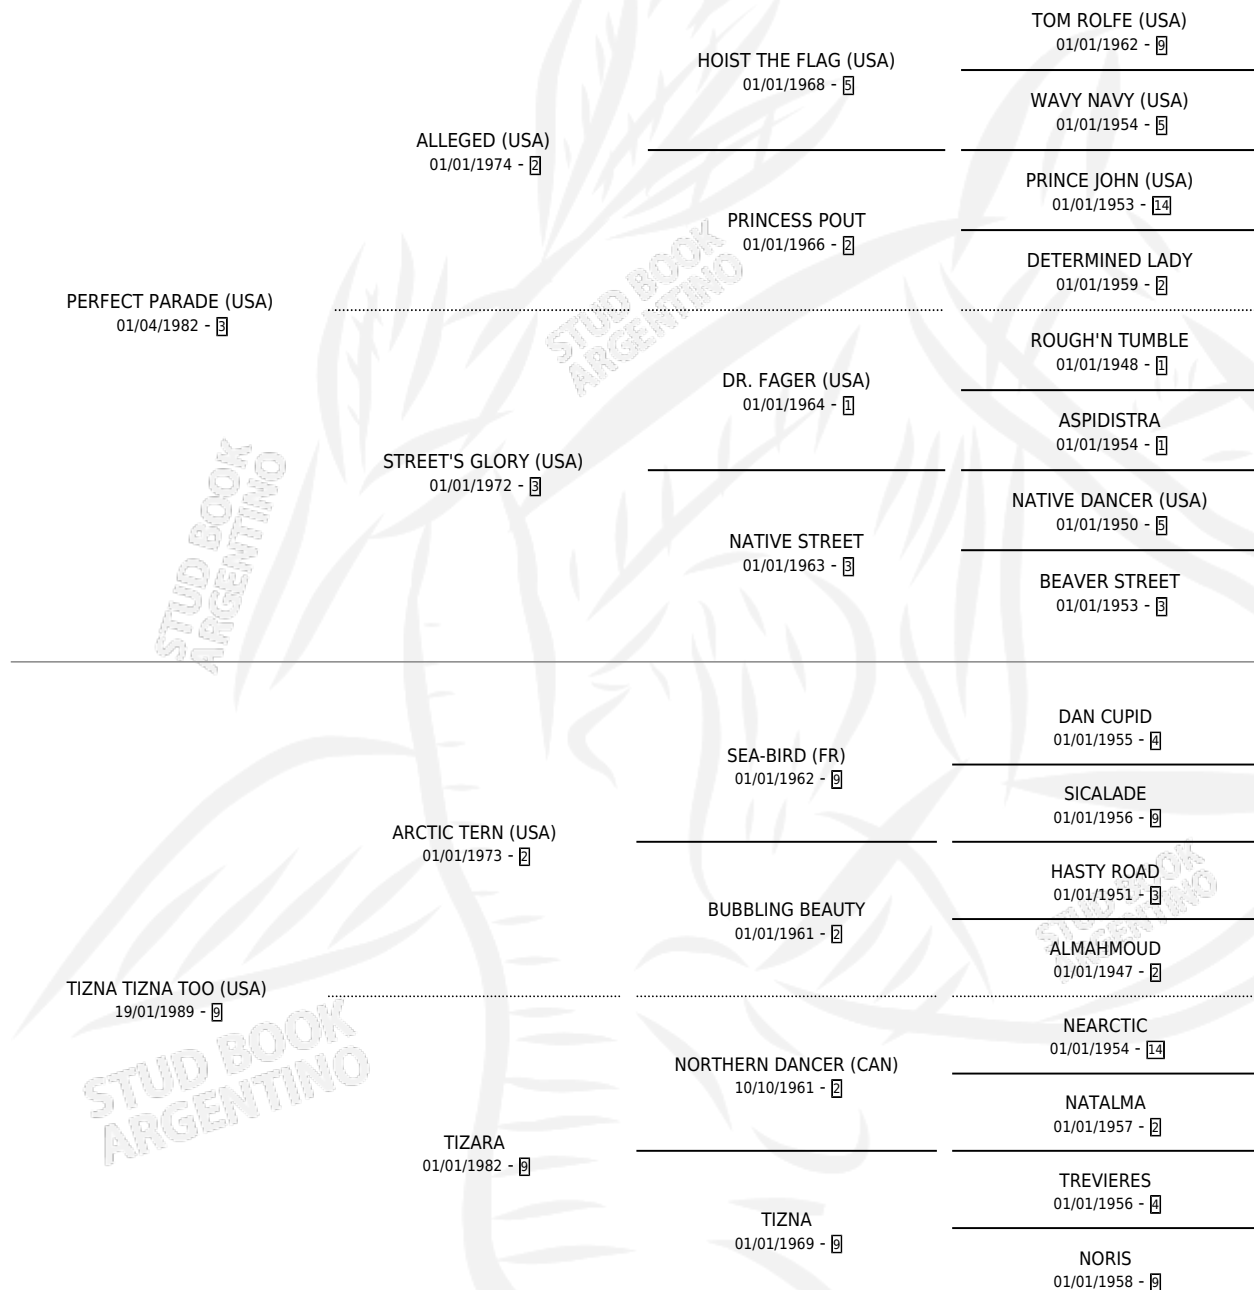 TOM ROLFE (USA)
01/01/1962 - 9
HOIST THE FLAG (USA)
01/01/1968 - 5
WAVY NAVY (USA)
01/01/1954 - 5
ALLEGED (USA)
01/01/1974 - 2
PRINCE JOHN (USA)
01/01/1953 - 14
PRINCESS POUT
01/01/1966 - 2
DETERMINED LADY
01/01/1959 - 2
PERFECT PARADE (USA)
01/04/1982 - 3
STUD BOOK
ARGENTINO
ROUGH'N TUMBLE
01/01/1948 - 1
DR. FAGER (USA)
01/01/1964 - 1
ASPIDISTRA
01/01/1954 - 1
STREET'S GLORY (USA)
01/01/1972 - 3
NATIVE DANCER (USA)
01/01/1950 - 5
NATIVE STREET
01/01/1963 - 3
BEAVER STREET
01/01/1953 - 3
STUD BOOK
ARGENTINO
DAN CUPID
01/01/1955 - 4
SEA-BIRD (FR)
01/01/1962 - 9
SICALADE
01/01/1956 - 9
ARCTIC TERN (USA)
01/01/1973 - 2
HASTY ROAD
01/01/1951 - 3
BUBBLING BEAUTY
01/01/1961 - 2
STUD BOOK
ARGENTINO
ALMAHMOUD
01/01/1947 - 2
TIZNA TIZNA TOO (USA)
19/01/1989 - 9
STUD BOOK
ARGENTINO
NEARCTIC
01/01/1954 - 14
NORTHERN DANCER (CAN)
10/10/1961 - 2
NATALMA
01/01/1957 - 2
TIZARA
01/01/1982 - 9
TREVIERES
01/01/1956 - 4
TIZNA
01/01/1969 - 9
NORIS
01/01/1958 - 9